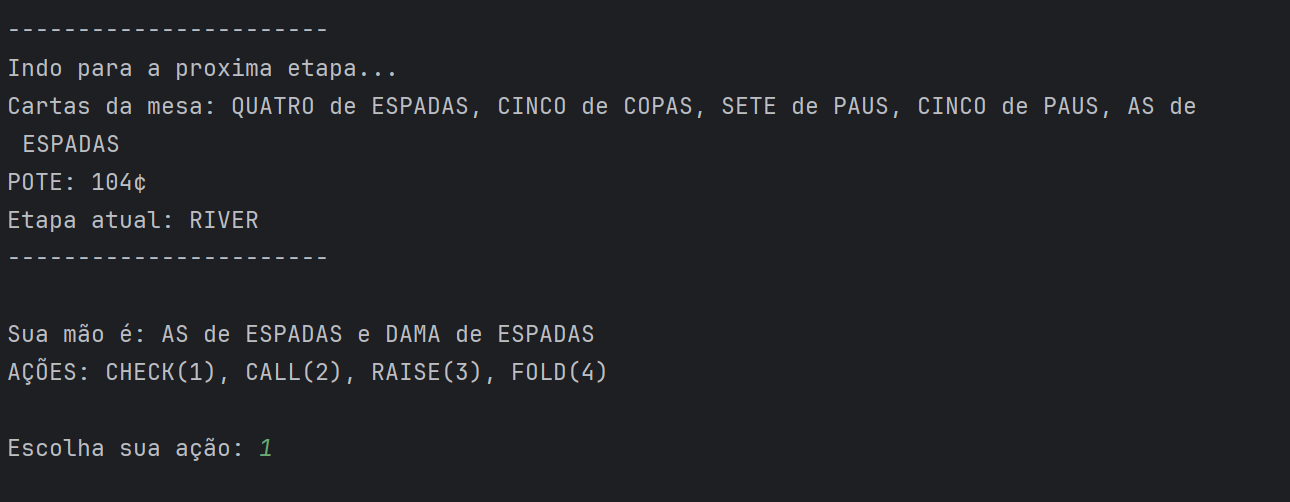 -----------------------
Indo para a proxima etapa...
Cartas da mesa: QUATRO de ESPADAS, CINCO de COPAS, SETE de PAUS, CINCO de PAUS, AS de
ESPADAS
POTE: 104¢
Etapa atual: RIVER
-----------------------
Sua mão é: AS de ESPADAS e DAMA de ESPADAS
AÇÕES: CHECK(1), CALL(2), RAISE(3), FOLD(4)
Escolha sua ação: 1